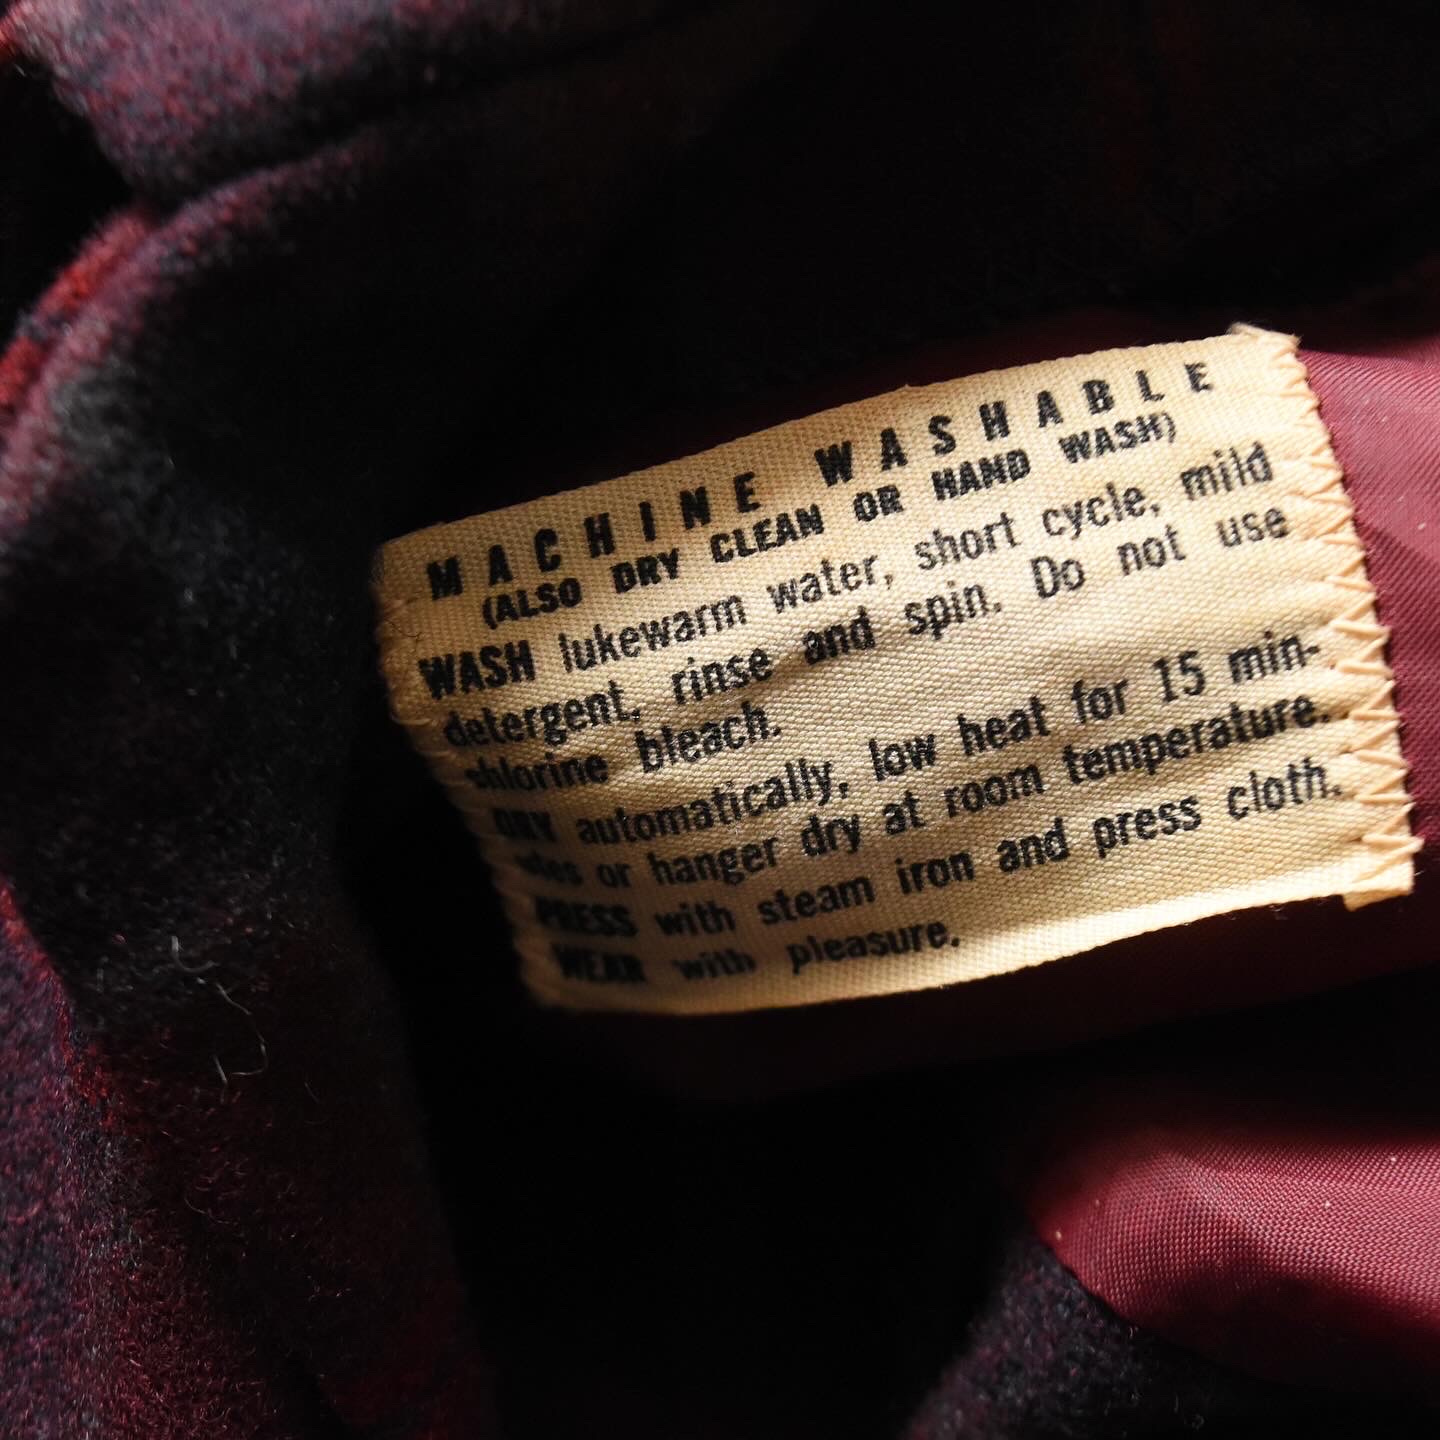 MACHINE WASHABLE
(ALSO DRY CLEAN OR HAND WASH)
WASH lukewarm water, short cycle, mild
detergent, rinse and spin. Do not use
chlorine bleach.
DRY automatically, low heat for 15 min-
utes or hanger dry at room temperature.
PRESS with steam iron and press cloth.
WEAR with pleasure.